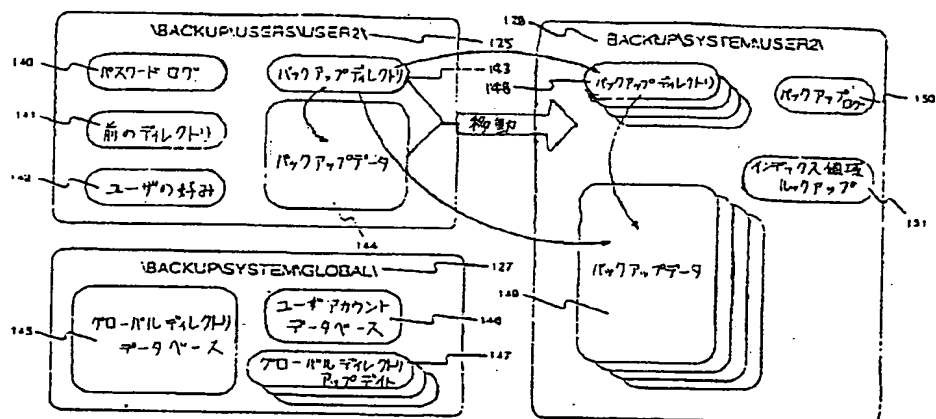 \BACKUP\USERS\USER2\
125
140
パスワード ログ
バックアップディレクトリ
143
141
前のディレクトリ
バックアップデータ
142
ユーザの好み
144
移動
128
BACKUP\SYSTEM\USER2\
148
バックアップディレクトリ
バックアップ・ログ
150
インデックス領域
ルックアップ
151
バックアップデータ
149
\BACKUP\SYSTEM\GLOBAL\
127
145
グローバルディレクトリ
データベース
ユーザアカウント
データベース
146
グローバルディレクトリ
アップデイト
147